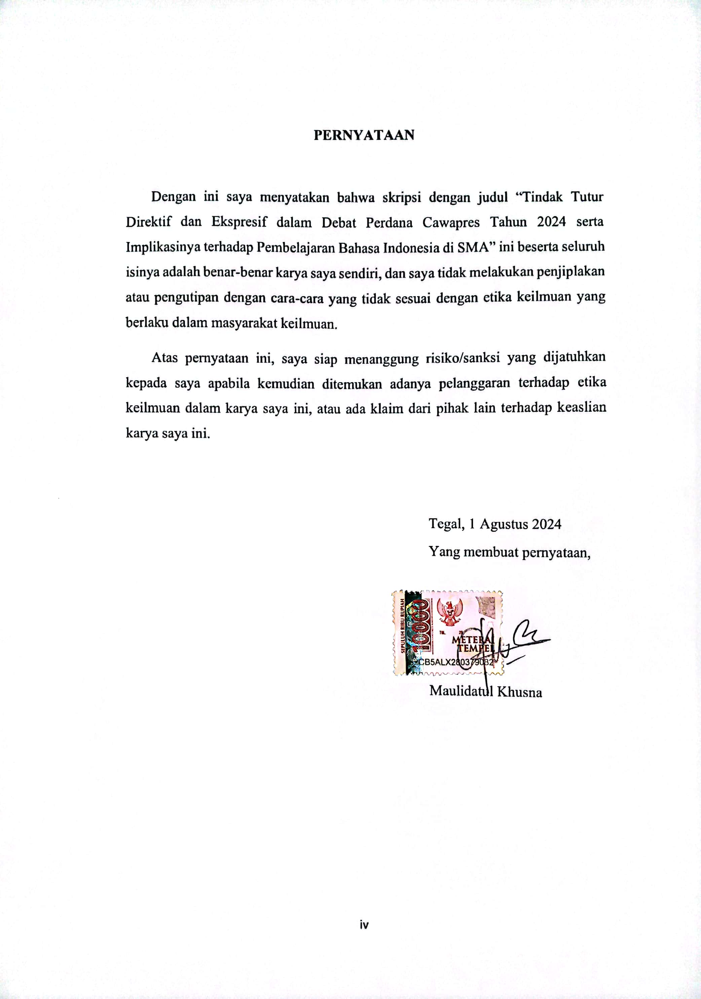 PERNYATAAN
Dengan ini saya menyatakan bahwa skripsi dengan judul “Tindak Tutur
Direktif dan Ekspresif dalam Debat Perdana Cawapres Tahun 2024 serta
Implikasinya terhadap Pembelajaran Bahasa Indonesia di SMA” ini beserta seluruh
isinya adalah benar-benar karya saya sendiri, dan saya tidak melakukan penjiplakan
atau pengutipan dengan cara-cara yang tidak sesuai dengan etika keilmuan yang
berlaku dalam masyarakat keilmuan.
Atas pernyataan ini, saya siap menanggung risiko/sanksi yang dijatuhkan
kepada saya apabila kemudian ditemukan adanya pelanggaran terhadap etika
keilmuan dalam karya saya ini, atau ada klaim dari pihak lain terhadap keaslian
karya saya ini.
Tegal, 1 Agustus 2024
Yang membuat pernyataan,
SEPULUH RIBU RUPIAH
10000
TGL. 20
METERAI
TEMPEL
Maulidatul Khusna
iv